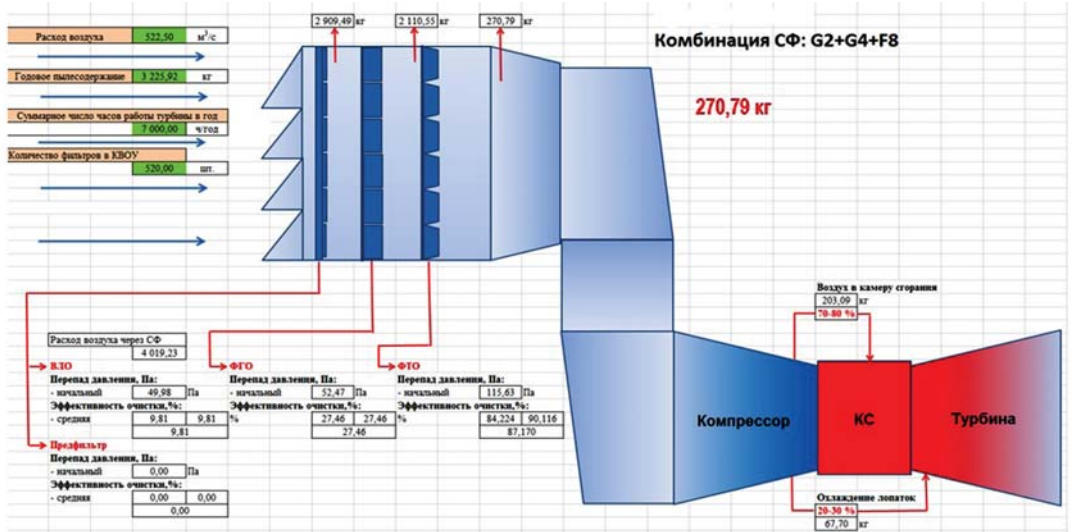 2 909,49 кг 2 110,55 кг 270,79 кг
Расход воздуха 522,50 м³/с
Комбинация СФ: G2+G4+F8
Годовое пылесодержание 3 225,92 кг
270,79 кг
Суммарное число часов работы турбины в год
7 000,00 ч/год
Количество фильтров в КВОУ
520,00 шт.
Воздух в камеру сгорания
203,09 кг
70-80 %
Расход воздуха через СФ
4 019,23
ВЛО
Перепад давления, Па:
- начальный 49,98 Па
Эффективность очистки,%:
- средняя 9,81 9,81
9,81
ФГО
Перепад давления, Па:
- начальный 52,47 Па
Эффективность очистки,%:
% 27,46 27,46
27,46
ФТО
Перепад давления, Па:
- начальный 115,63 Па
Эффективность очистки,%:
% 84,224 90,116
87,170
Компрессор КС Турбина
Предфильтр
Перепад давления, Па:
- начальный 0,00 Па
Эффективность очистки,%:
- средняя 0,00 0,00
0,00
Охлаждение лопаток
20-30 %
67,70 кг